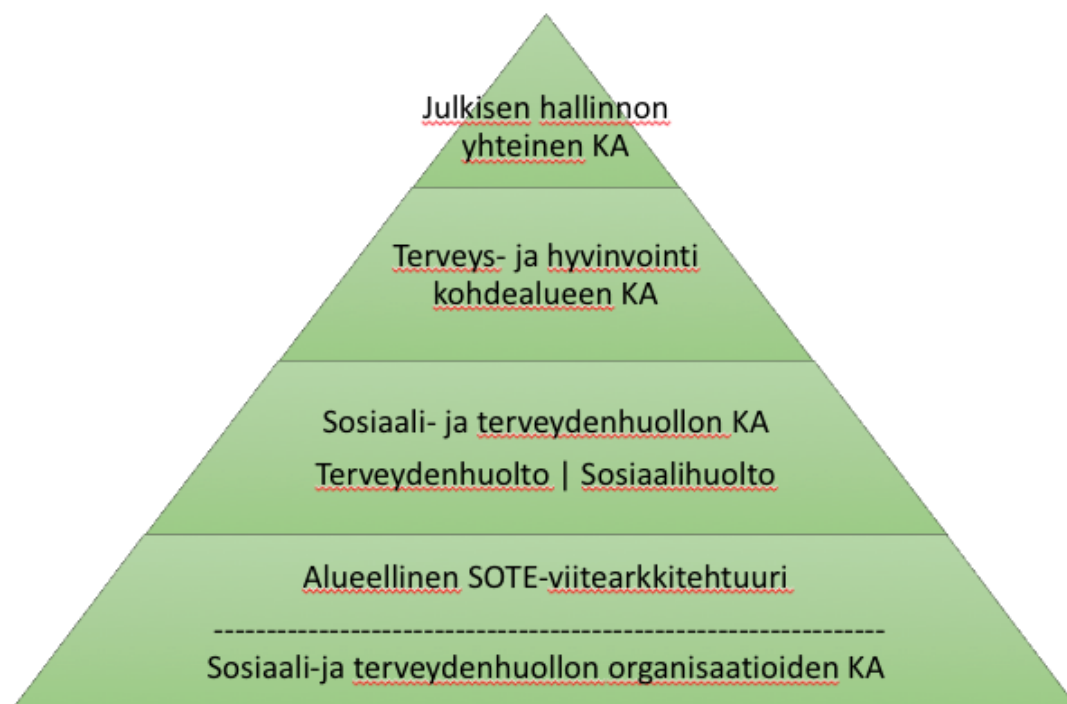 Julkisen hallinnon
yhteinen KA
Terveys- ja hyvinvointi
kohdealueen KA
Sosiaali- ja terveydenhuollon KA
Terveydenhuolto | Sosiaalihuolto
Alueellinen SOTE-viitearkkitehtuuri
----------------------------------------------------------------
Sosiaali-ja terveydenhuollon organisaatioiden KA